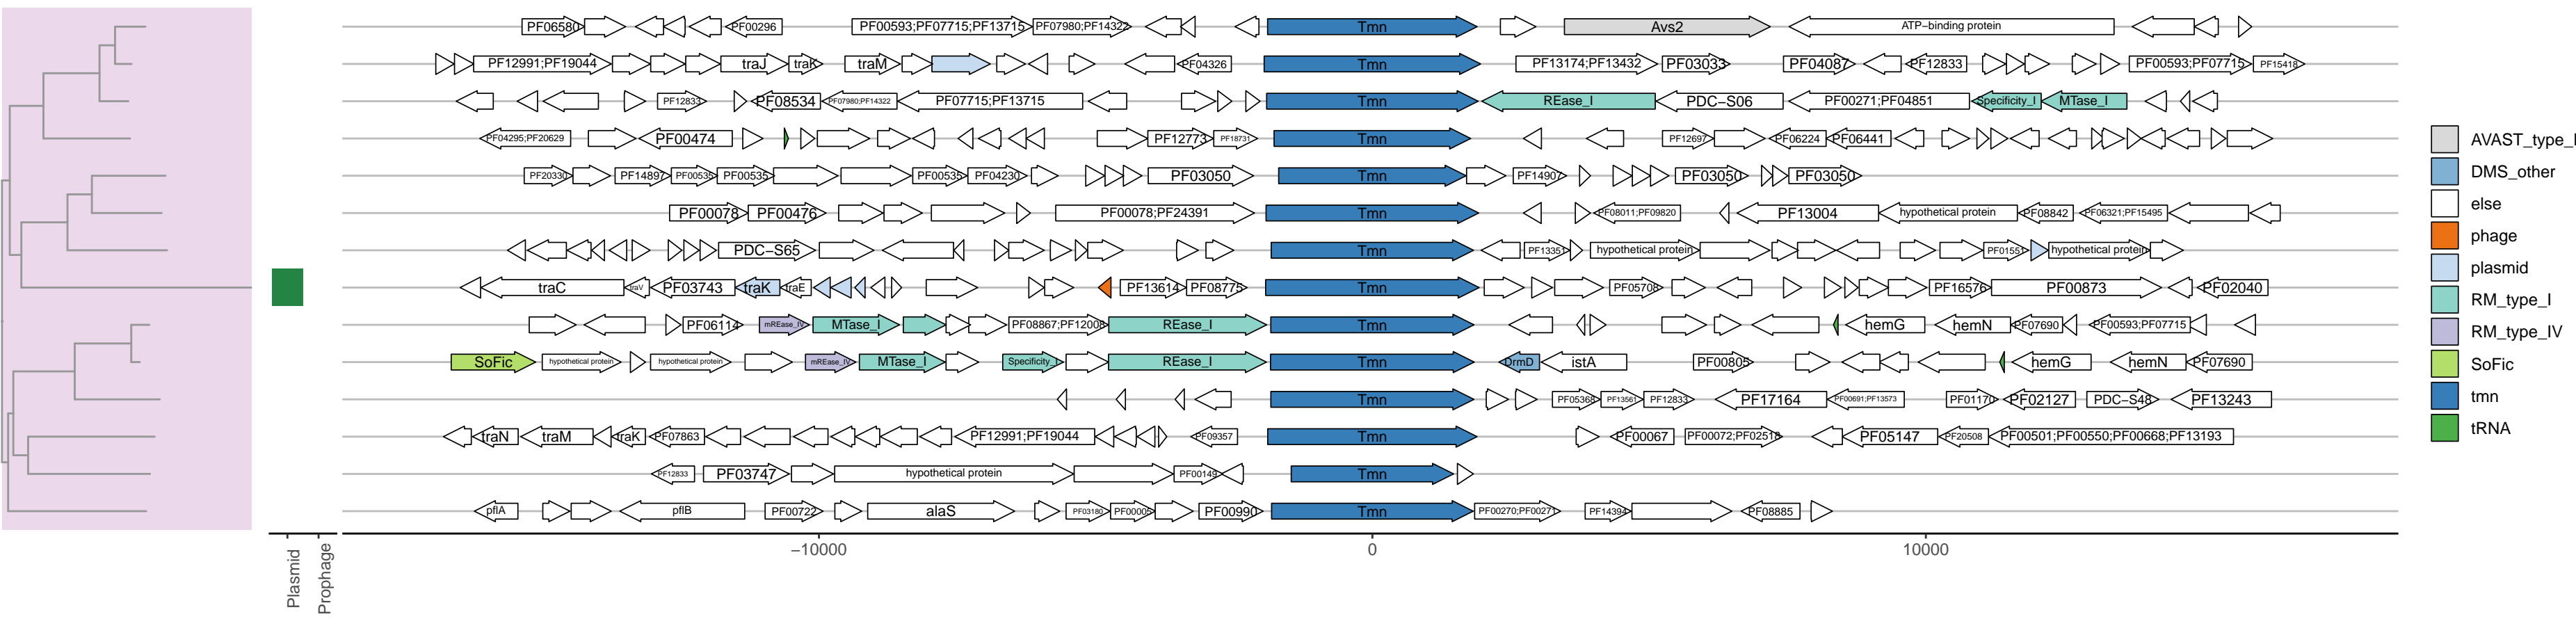 PF06580 PF00296 PF00593;PF07715;PF13715 PF07980;PF14322 Tmn Avs2 ATP−binding protein
PF12991;PF19044 traJ traK traM PF04326 Tmn PF13174;PF13432 PF03033 PF04087 PF12833 PF00593;PF07715 PF15418
PF12833 PF08534 PF07980;PF14322 PF07715;PF13715 Tmn REase_I PDC−S06 PF00271;PF04851 Specificity_I MTase_I
PF04295;PF20629 PF00474 PF12773 PF18731 Tmn PF12697 PF06224 PF06441
PF20330 PF14897 PF00535 PF00535 PF00535 PF04230 PF03050 Tmn PF14907 PF03050 PF03050
PF00078 PF00476 PF00078;PF24391 Tmn PF08011;PF09820 PF13004 hypothetical protein PF08842 PF06321;PF15495
PDC−S65 Tmn PF13351 hypothetical protein PF01551 hypothetical protein
traC traV PF03743 traK traE PF13614 PF08775 Tmn PF05708 PF16576 PF00873 PF02040
PF06114 mREase_IV MTase_I PF08867;PF12008 REase_I Tmn hemG hemN PF07690 PF00593;PF07715
SoFic hypothetical protein hypothetical protein mREase_IV MTase_I Specificity_I REase_I Tmn DrmD istA PF00805 hemG hemN PF07690
Tmn PF05368 PF13561 PF12833 PF17164 PF00691;PF13573 PF01170 PF02127 PDC−S48 PF13243
traN traM traK PF07863 PF12991;PF19044 PF09357 Tmn PF00067 PF00072;PF02518 PF05147 PF20508 PF00501;PF00550;PF00668;PF13193
PF12833 PF03747 hypothetical protein PF00149 Tmn
pflA pflB PF00722 alaS PF03180 PF00005 PF00990 Tmn PF00270;PF00271 PF14394 PF08885
−10000 0 10000
Plasmid
Prophage
AVAST_type_I
DMS_other
else
phage
plasmid
RM_type_I
RM_type_IV
SoFic
tmn
tRNA